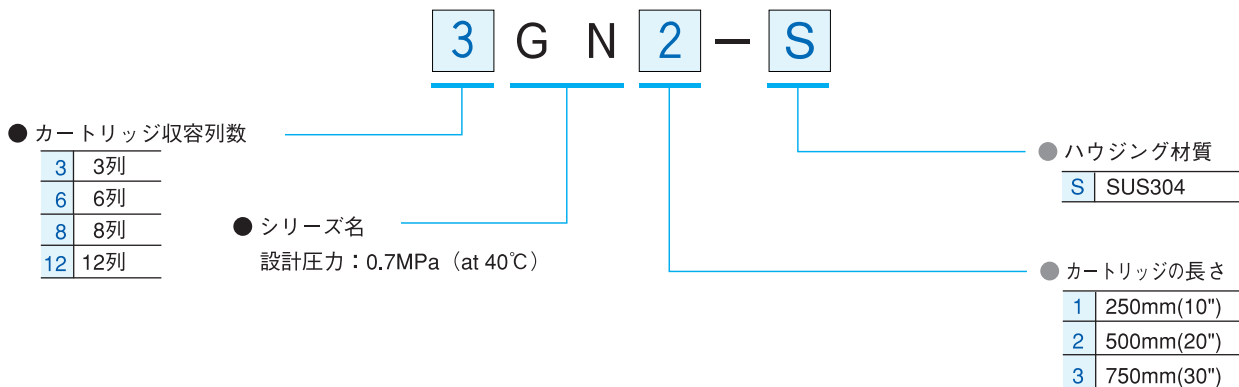 3 G N 2 － S
● カートリッジ収容列数
3 3列
6 6列
8 8列
12 12列
● シリーズ名
設計圧力：0.7MPa（at 40℃）
● ハウジング材質
S SUS304
● カートリッジの長さ
1 250mm(10")
2 500mm(20")
3 750mm(30")